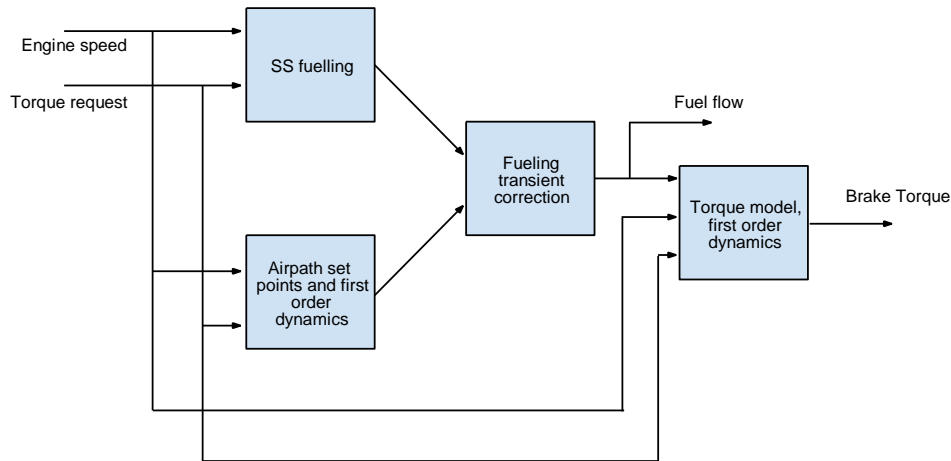 Engine speed
Torque request
SS fuelling
Airpath set
points and first
order
dynamics
Fueling
transient
correction
Fuel flow
Torque model,
first order
dynamics
Brake Torque